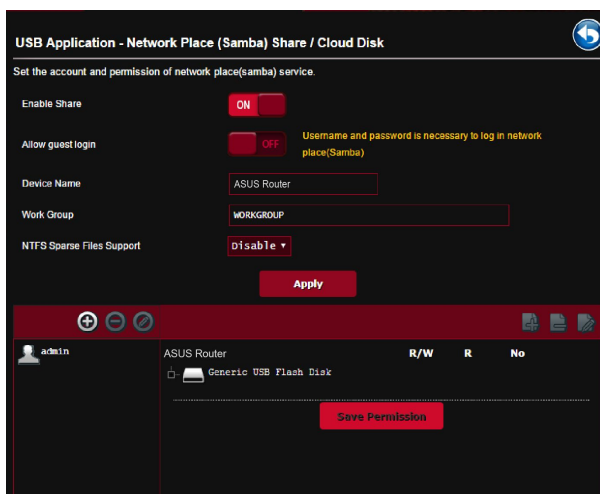 USB Application - Network Place (Samba) Share / Cloud Disk
Set the account and permission of network place(samba) service.
Enable Share
ON
Allow guest login
OFF
Username and password is necessary to log in network
place(Samba)
Device Name
ASUS Router
Work Group
WORKGROUP
NTFS Sparse Files Support
Disable
Apply
admin
ASUS Router
R/W
R
No
Generic USB Flash Disk
Save Permission